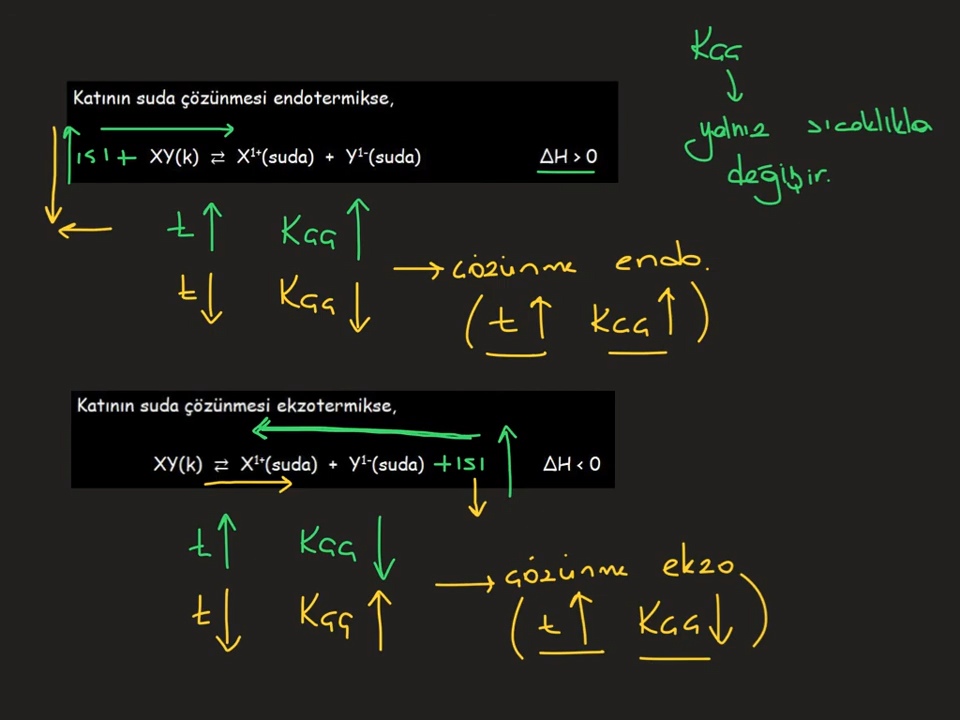 Kçç
↓
yalnız sıcaklıkla
değişir.
Katının suda çözünmesi endotermikse,
ısı + XY(k) ⇄ X¹⁺(suda) + Y¹⁻(suda) ΔH > 0
t↑ Kçç↑
t↓ Kçç↓
→ çözünme endo.
(t↑ Kçç↑)
Katının suda çözünmesi ekzotermikse,
XY(k) ⇄ X¹⁺(suda) + Y¹⁻(suda) +ısı ΔH < 0
t↑ Kçç↓
t↓ Kçç↑
→ çözünme ekzo
(t↑ Kçç↓)